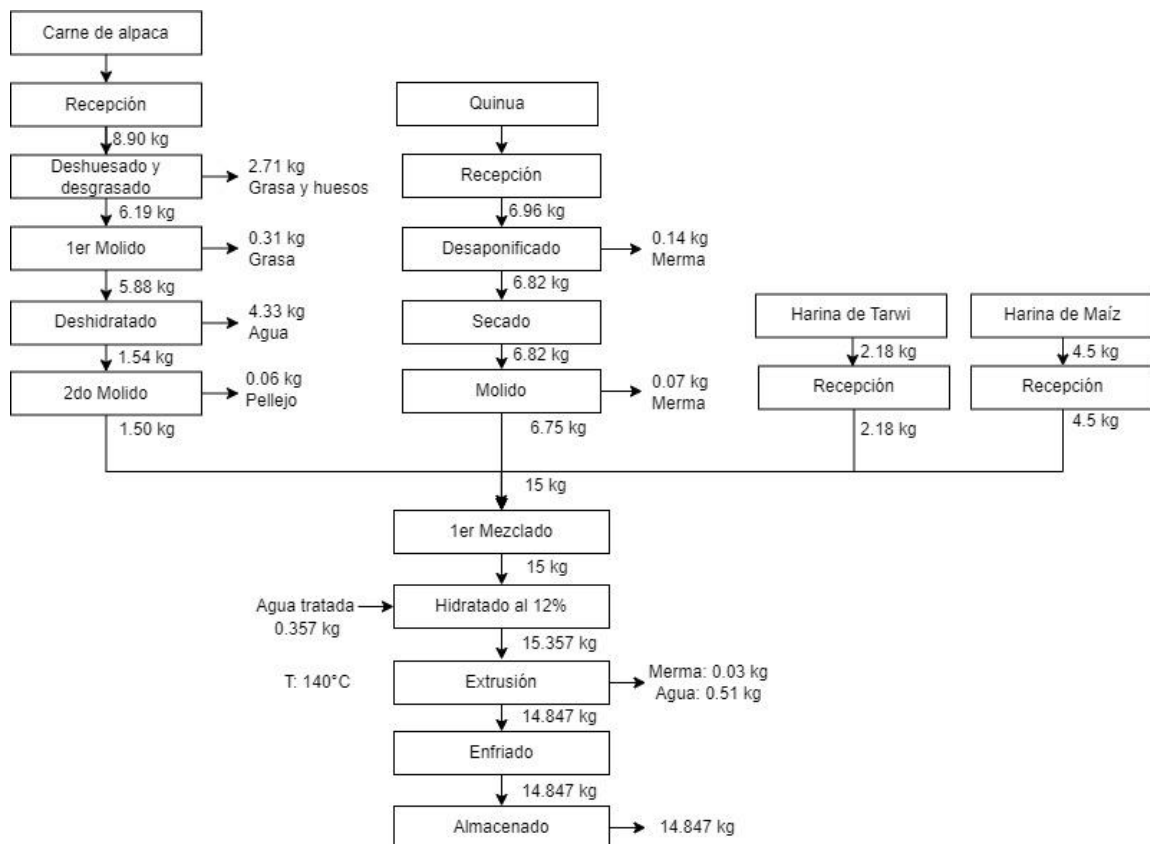 Carne de alpaca
Recepción
8.90 kg
Deshuesado y
desgrasado
2.71 kg
Grasa y huesos
6.19 kg
1er Molido
0.31 kg
Grasa
5.88 kg
Deshidratado
4.33 kg
Agua
1.54 kg
2do Molido
0.06 kg
Pellejo
1.50 kg
Quinua
Recepción
6.96 kg
Desaponificado
0.14 kg
Merma
6.82 kg
Secado
6.82 kg
Molido
0.07 kg
Merma
6.75 kg
Harina de Tarwi
2.18 kg
Recepción
2.18 kg
Harina de Maíz
4.5 kg
Recepción
4.5 kg
15 kg
1er Mezclado
15 kg
Agua tratada
0.357 kg
Hidratado al 12%
15.357 kg
T: 140°C
Extrusión
Merma: 0.03 kg
Agua: 0.51 kg
14.847 kg
Enfriado
14.847 kg
Almacenado
14.847 kg